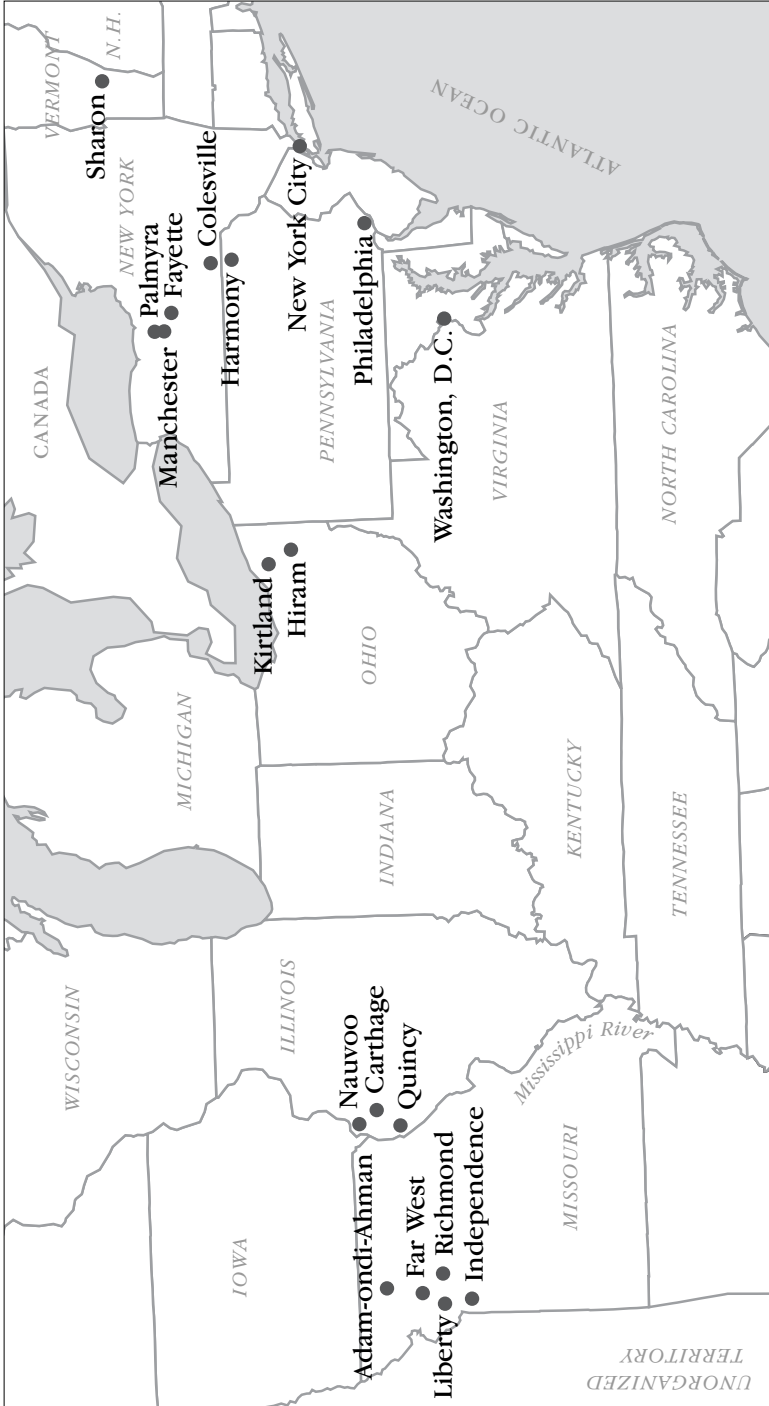 CANADA
VERMONT
N.H.
Sharon
NEW YORK
Palmyra
Fayette
Manchester
Colesville
Harmony
New York City
PENNSYLVANIA
Philadelphia
Washington, D.C.
ATLANTIC OCEAN
VIRGINIA
NORTH CAROLINA
Kirtland
Hiram
OHIO
MICHIGAN
INDIANA
KENTUCKY
TENNESSEE
WISCONSIN
ILLINOIS
Nauvoo
Carthage
Quincy
Mississippi River
IOWA
Adam-ondi-Ahman
Far West
Richmond
Liberty
Independence
MISSOURI
UNORGANIZED
TERRITORY